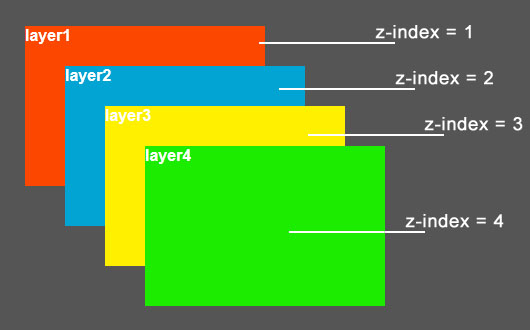 layer1
z-index = 1
layer2
z-index = 2
layer3
z-index = 3
layer4
z-index = 4